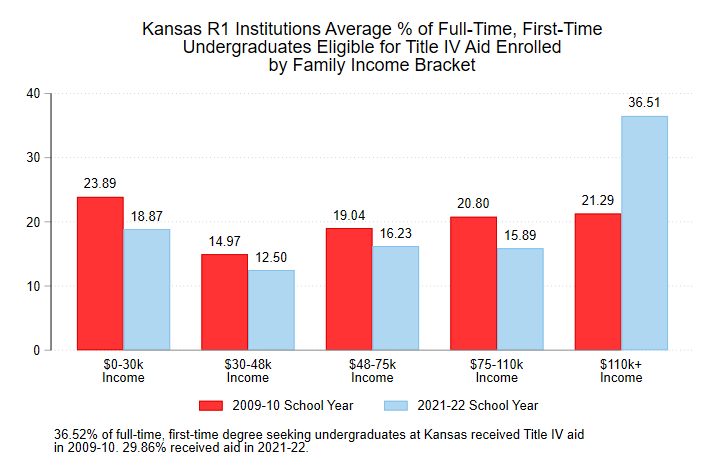 Kansas R1 Institutions Average % of Full-Time, First-Time
Undergraduates Eligible for Title IV Aid Enrolled
by Family Income Bracket
40
30
20
10
0
23.89
18.87
14.97
12.50
19.04
16.23
20.80
15.89
21.29
36.51
$0-30k
Income
$30-48k
Income
$48-75k
Income
$75-110k
Income
$110k+
Income
2009-10 School Year
2021-22 School Year
36.52% of full-time, first-time degree seeking undergraduates at Kansas received Title IV aid
in 2009-10. 29.86% received aid in 2021-22.